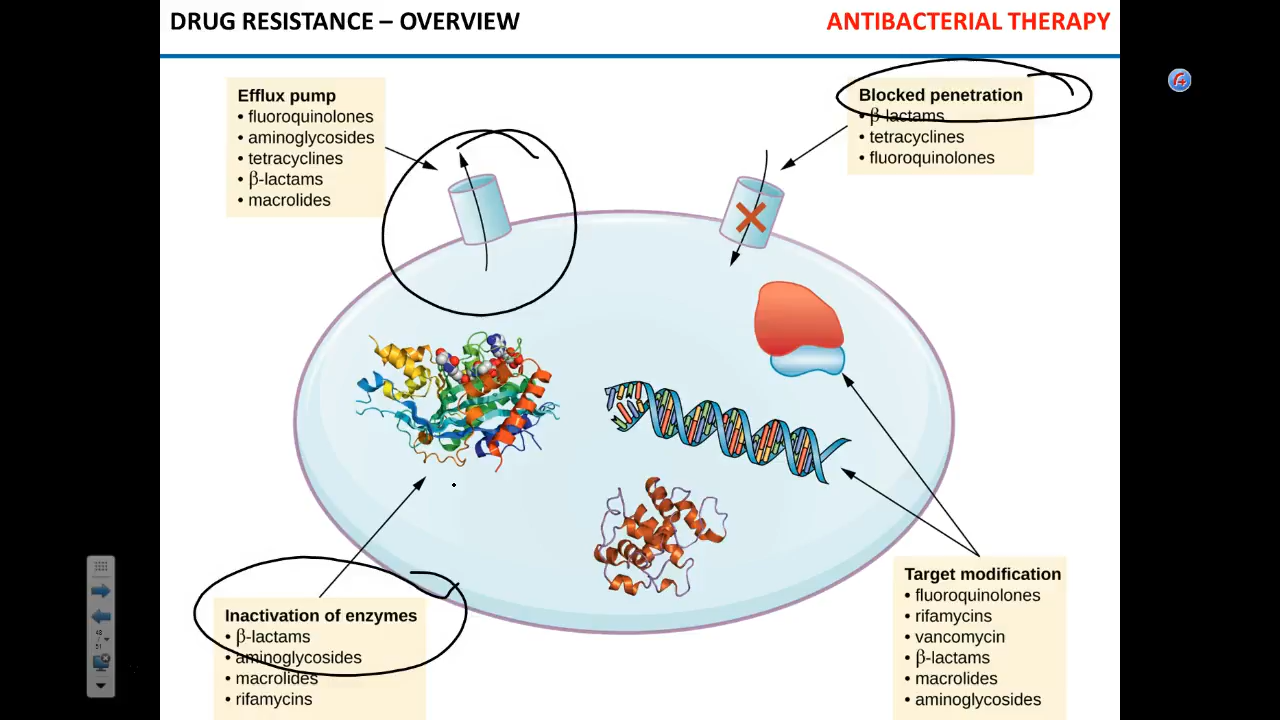 DRUG RESISTANCE – OVERVIEW
ANTIBACTERIAL THERAPY
Efflux pump
• fluoroquinolones
• aminoglycosides
• tetracyclines
• β-lactams
• macrolides
Blocked penetration
• β-lactams
• tetracyclines
• fluoroquinolones
Inactivation of enzymes
• β-lactams
• aminoglycosides
• macrolides
• rifamycins
Target modification
• fluoroquinolones
• rifamycins
• vancomycin
• β-lactams
• macrolides
• aminoglycosides